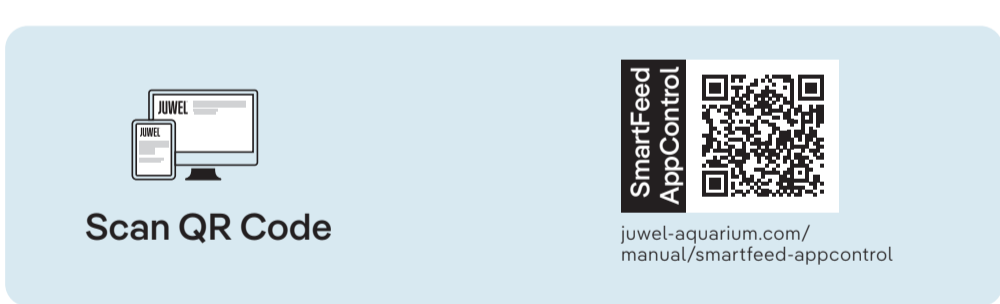 JUWEL
JUWEL
Scan QR Code
SmartFeed
AppControl
juwel-aquarium.com/
manual/smartfeed-appcontrol